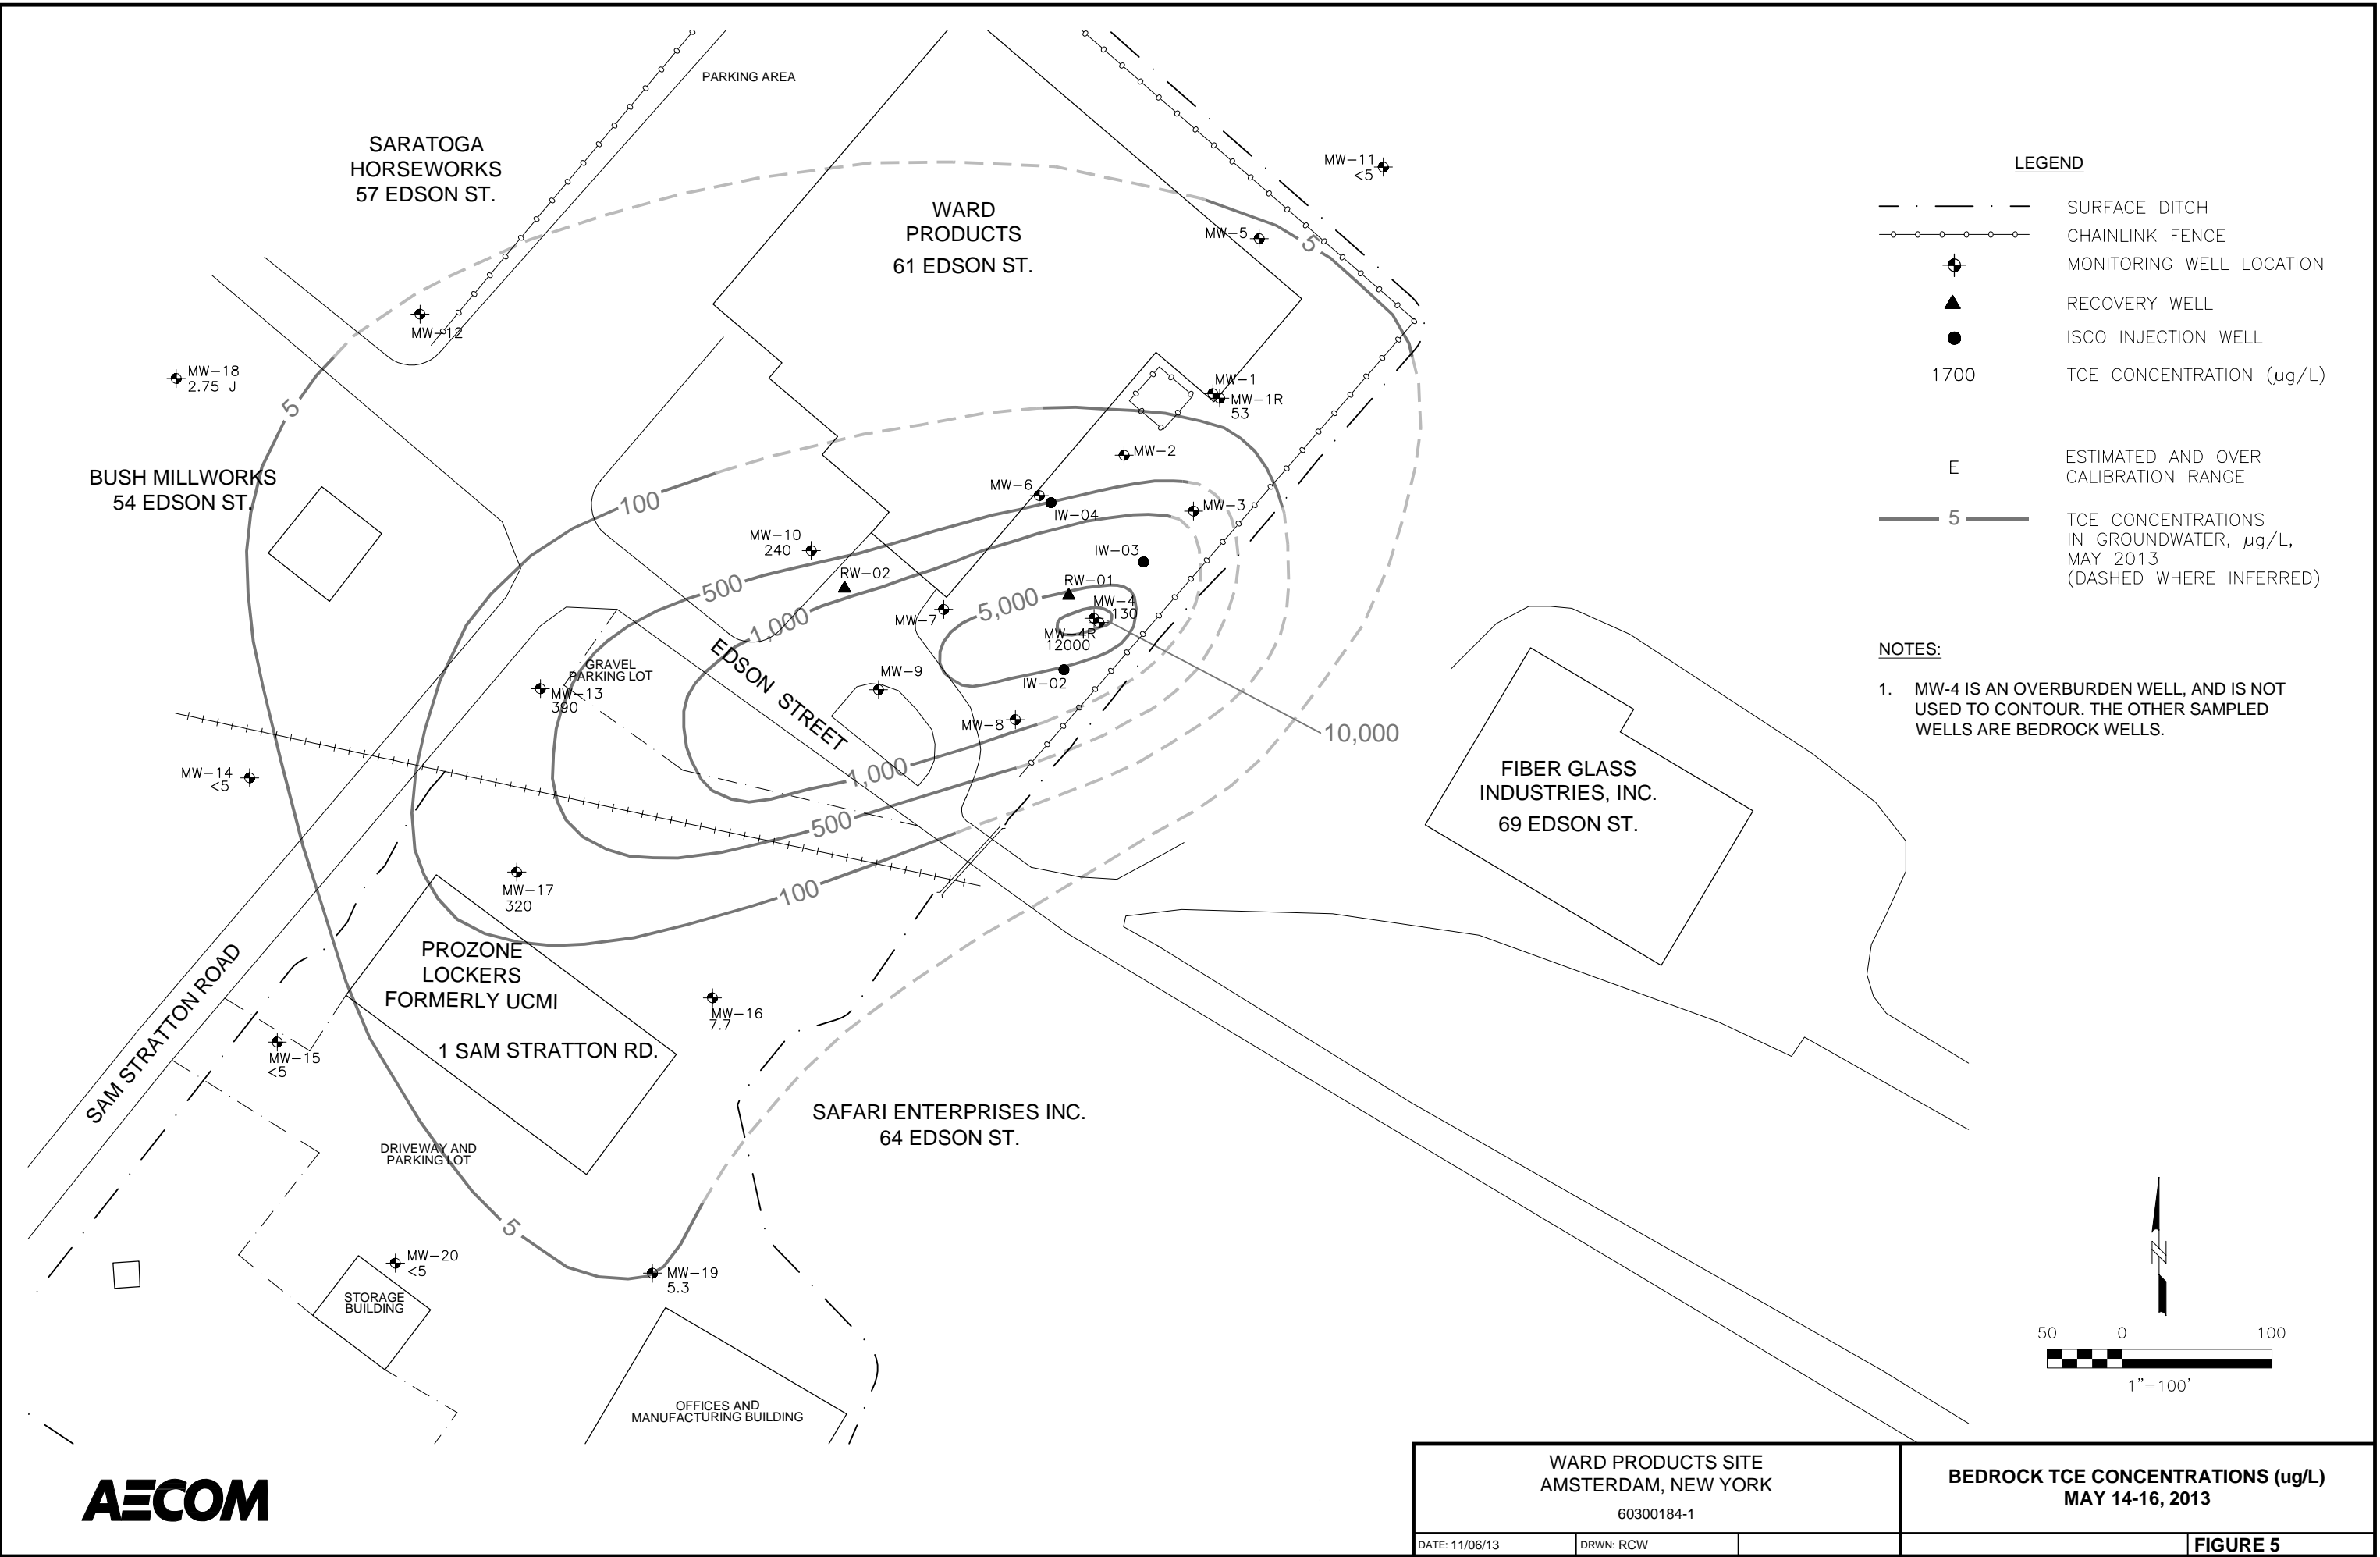 PARKING AREA
SARATOGA
HORSEWORKS
57 EDSON ST.
WARD
PRODUCTS
61 EDSON ST.
MW-11
<5
MW-5
5
MW-12
MW-18
2.75 J
5
BUSH MILLWORKS
54 EDSON ST.
MW-1
MW-1R
53
MW-2
MW-6
IW-04
MW-3
100
MW-10
240
RW-02
IW-03
RW-01
500
1,000
5,000
MW-7
MW-4
130
MW-4R
12000
GRAVEL
PARKING LOT
EDSON STREET
MW-9
IW-02
MW-13
390
MW-8
10,000
MW-14
<5
1,000
500
100
MW-17
320
FIBER GLASS
INDUSTRIES, INC.
69 EDSON ST.
PROZONE
LOCKERS
FORMERLY UCMI
1 SAM STRATTON RD.
MW-16
7.7
SAM STRATTON ROAD
MW-15
<5
SAFARI ENTERPRISES INC.
64 EDSON ST.
DRIVEWAY AND
PARKING LOT
5
MW-20
<5
MW-19
5.3
STORAGE
BUILDING
OFFICES AND
MANUFACTURING BUILDING
LEGEND
SURFACE DITCH
CHAINLINK FENCE
MONITORING WELL LOCATION
RECOVERY WELL
ISCO INJECTION WELL
1700 TCE CONCENTRATION (µg/L)
E ESTIMATED AND OVER
CALIBRATION RANGE
5 TCE CONCENTRATIONS
IN GROUNDWATER, µg/L,
MAY 2013
(DASHED WHERE INFERRED)
NOTES:
1. MW-4 IS AN OVERBURDEN WELL, AND IS NOT
USED TO CONTOUR. THE OTHER SAMPLED
WELLS ARE BEDROCK WELLS.
N
50 0 100
1"=100'
AECOM
WARD PRODUCTS SITE
AMSTERDAM, NEW YORK
60300184-1
DATE: 11/06/13 DRWN: RCW
BEDROCK TCE CONCENTRATIONS (ug/L)
MAY 14-16, 2013
FIGURE 5